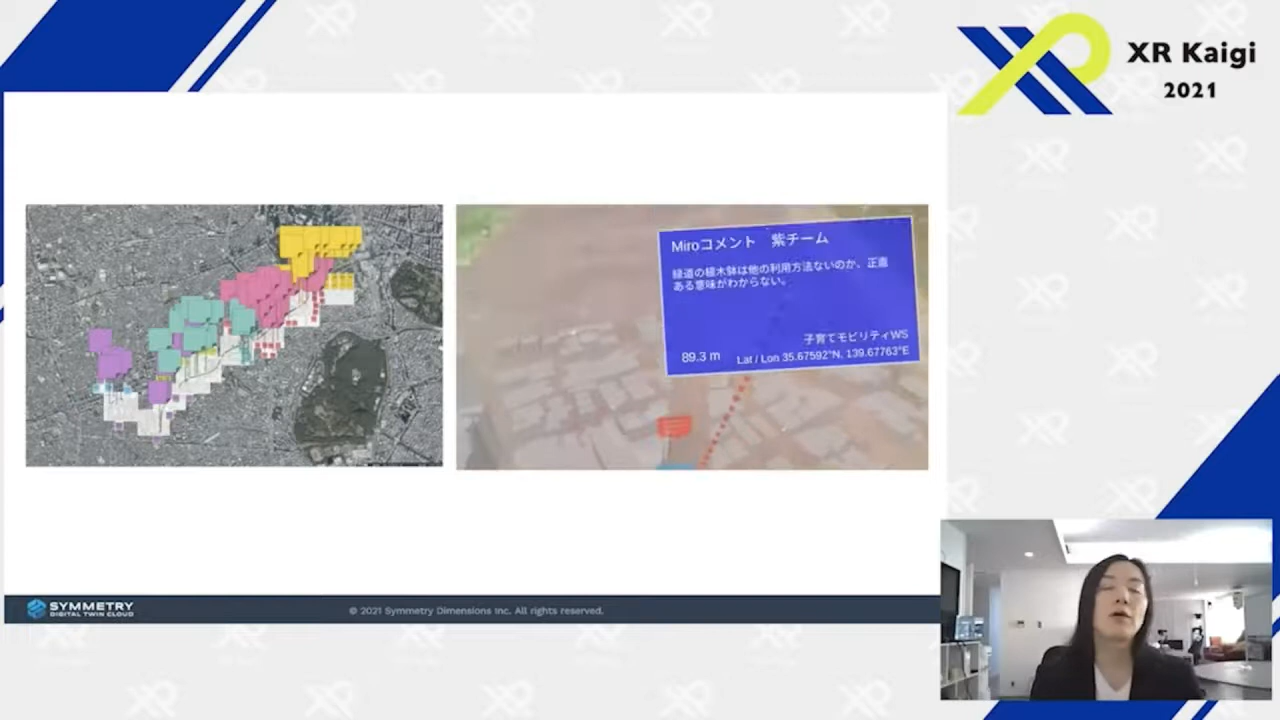 XR Kaigi
2021
Miroコメント 紫チーム
緑道の植木鉢は他の利用方法ないのか、正直
ある意味がわからない。
子育てモビリティWS
89.3 m
Lat / Lon 35.67592°N, 139.67763°E
SYMMETRY
DIGITAL TWIN CLOUD
© 2021 Symmetry Dimensions Inc. All rights reserved.